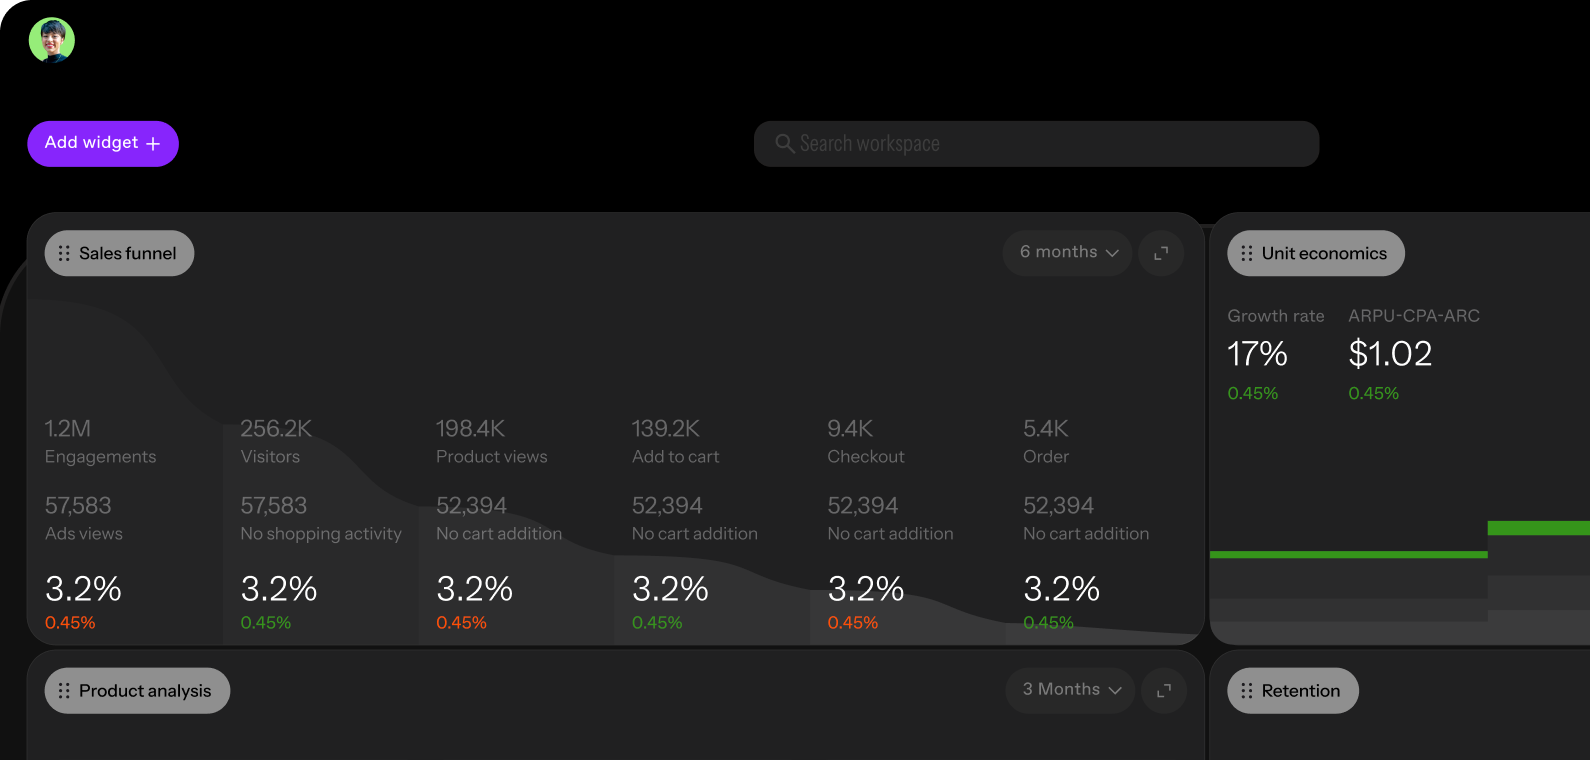 Add widget
Search workspace
Sales funnel
6 months
1.2M
256.2K
198.4K
139.2K
9.4K
5.4K
Engagements
Visitors
Product views
Add to cart
Checkout
Order
57,583
57,583
52,394
52,394
52,394
52,394
Ads views
No shopping activity
No cart addition
No cart addition
No cart addition
No cart addition
3.2%
3.2%
3.2%
3.2%
3.2%
3.2%
0.45%
0.45%
0.45%
0.45%
0.45%
0.45%
Unit economics
Growth rate
ARPU-CPA-ARC
17%
$1.02
0.45%
0.45%
Product analysis
3 Months
Retention